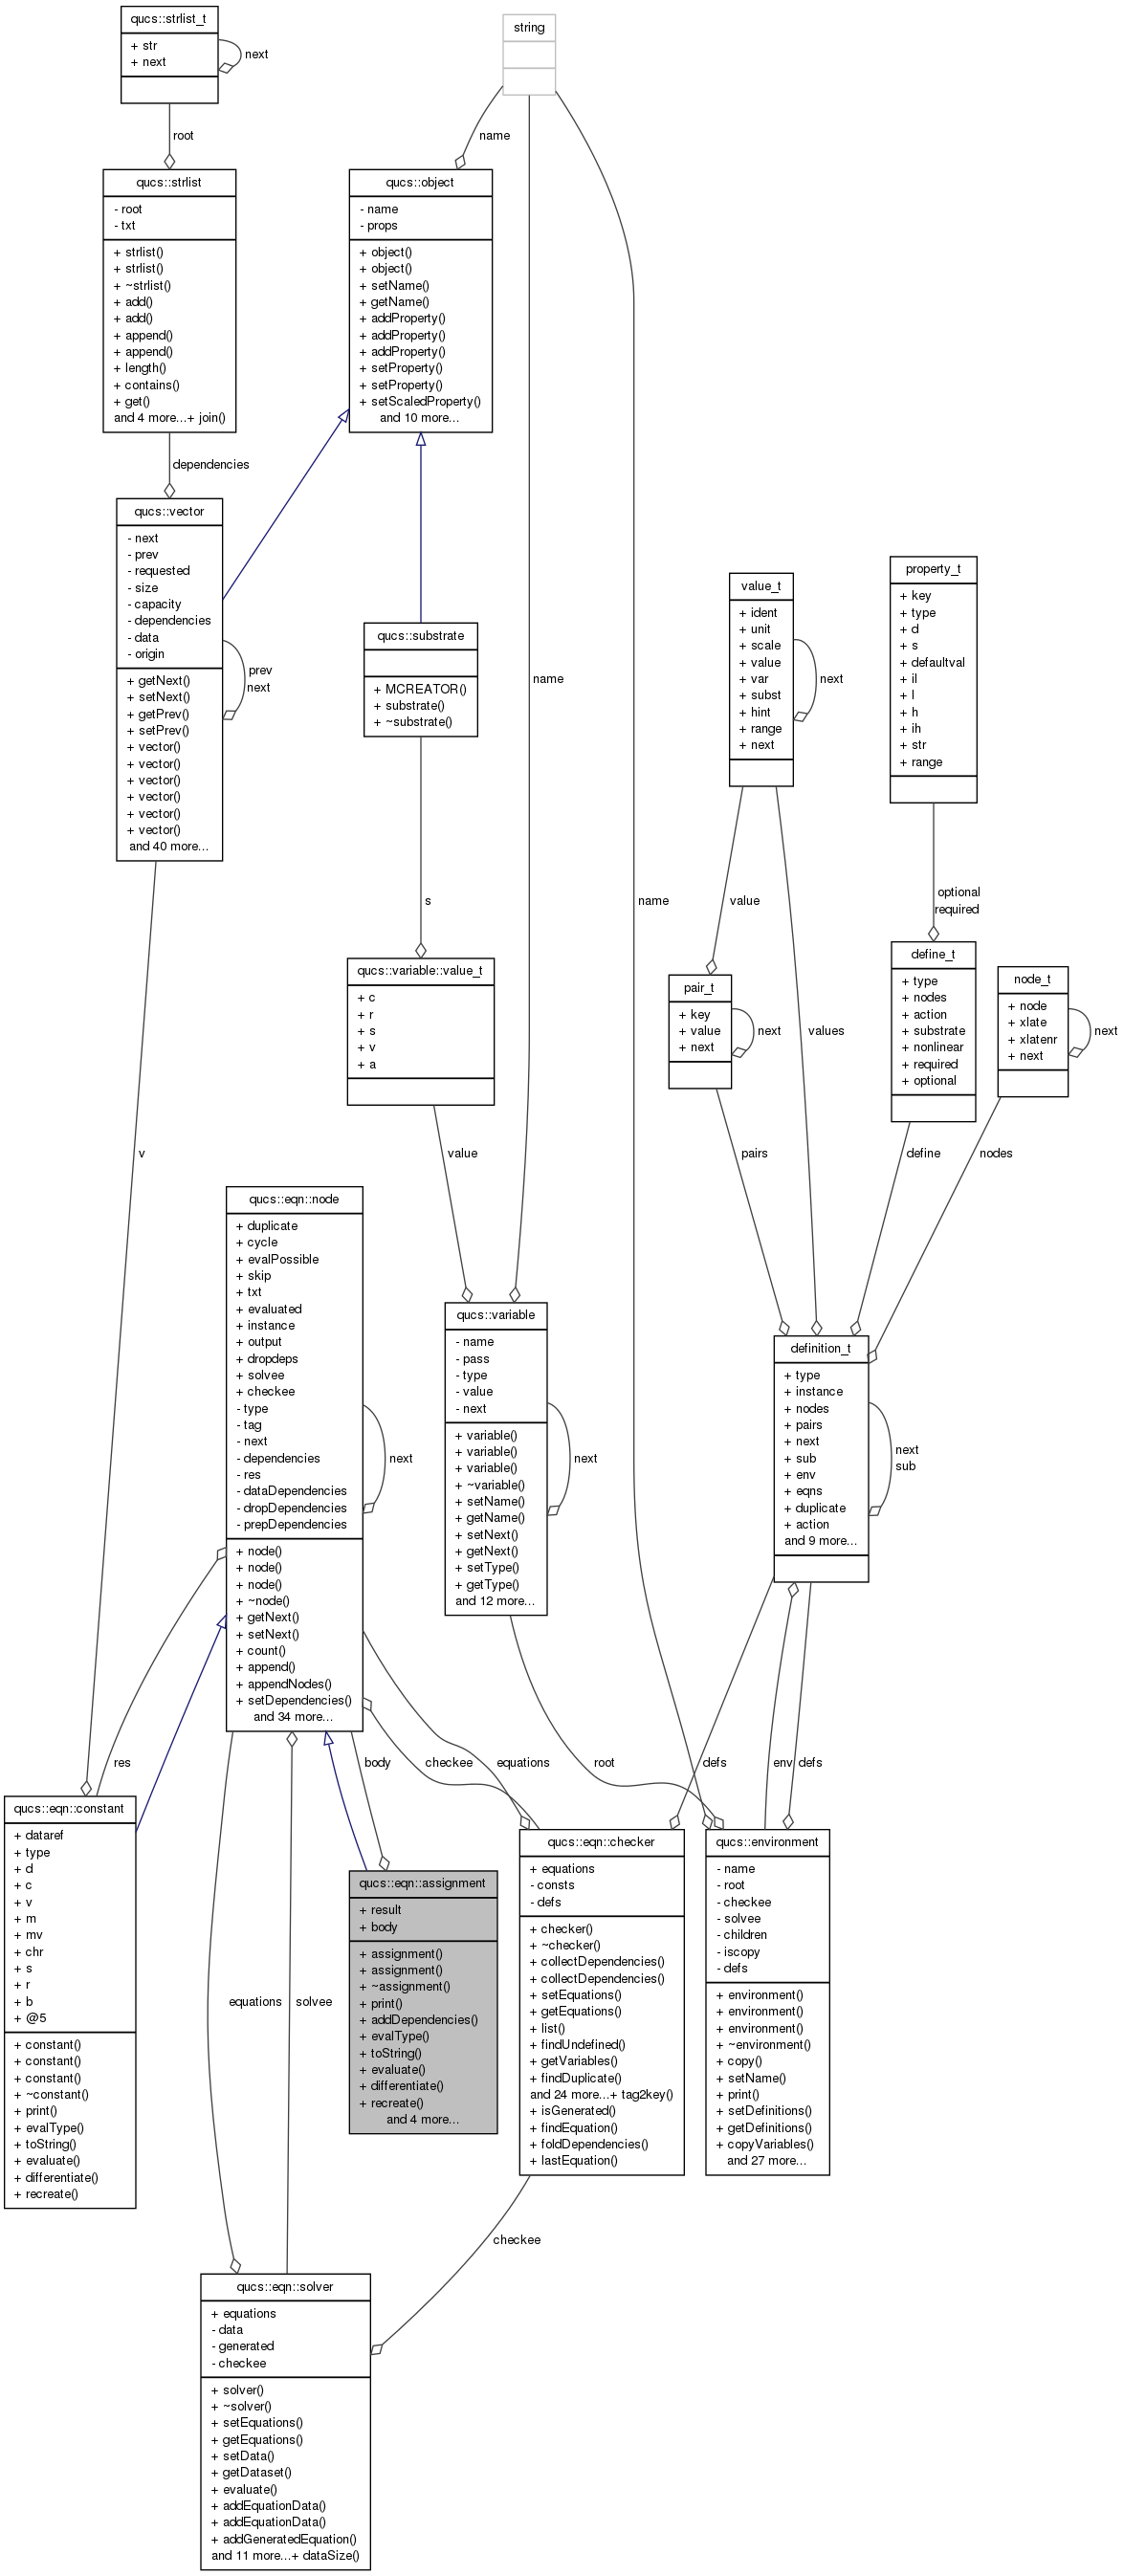 qucs::strlist_t
+ str
+ next
next
string
root
name
qucs::strlist
- root
- txt
+ strlist()
+ strlist()
+ ~strlist()
+ add()
+ add()
+ append()
+ append()
+ length()
+ contains()
+ get()
and 4 more...+ join()
qucs::object
- name
- props
+ object()
+ object()
+ setName()
+ getName()
+ addProperty()
+ addProperty()
+ addProperty()
+ setProperty()
+ setProperty()
+ setScaledProperty()
and 10 more...
dependencies
qucs::vector
- next
- prev
- requested
- size
- capacity
- dependencies
- data
- origin
+ getNext()
+ setNext()
+ getPrev()
+ setPrev()
+ vector()
+ vector()
+ vector()
+ vector()
+ vector()
+ vector()
and 40 more...
prev
next
qucs::substrate
+ MCREATOR()
+ substrate()
+ ~substrate()
name
value_t
+ ident
+ unit
+ scale
+ value
+ var
+ subst
+ hint
+ range
+ next
next
property_t
+ key
+ type
+ d
+ s
+ defaultval
+ il
+ l
+ h
+ ih
+ str
+ range
s
name
value
optional
required
qucs::variable::value_t
+ c
+ r
+ s
+ v
+ a
pair_t
+ key
+ value
+ next
next
values
define_t
+ type
+ nodes
+ action
+ substrate
+ nonlinear
+ required
+ optional
node_t
+ node
+ xlate
+ xlatenr
+ next
next
v
value
pairs
define
nodes
qucs::eqn::node
+ duplicate
+ cycle
+ evalPossible
+ skip
+ txt
+ evaluated
+ instance
+ output
+ dropdeps
+ solvee
+ checkee
- type
- tag
- next
- dependencies
- res
- dataDependencies
- dropDependencies
- prepDependencies
+ node()
+ node()
+ node()
+ ~node()
+ getNext()
+ setNext()
+ count()
+ append()
+ appendNodes()
+ setDependencies()
and 34 more...
next
qucs::variable
- name
- pass
- type
- value
- next
+ variable()
+ variable()
+ variable()
+ ~variable()
+ setName()
+ getName()
+ setNext()
+ getNext()
+ setType()
+ getType()
and 12 more...
next
definition_t
+ type
+ instance
+ nodes
+ pairs
+ next
+ sub
+ env
+ eqns
+ duplicate
+ action
and 9 more...
next
sub
res
body
checkee
equations
root
defs
env
defs
qucs::eqn::constant
+ dataref
+ type
+ d
+ c
+ v
+ m
+ mv
+ chr
+ s
+ r
+ b
+ @5
+ constant()
+ constant()
+ constant()
+ ~constant()
+ print()
+ evalType()
+ toString()
+ evaluate()
+ differentiate()
+ recreate()
equations
solvee
qucs::eqn::assignment
+ result
+ body
+ assignment()
+ assignment()
+ ~assignment()
+ print()
+ addDependencies()
+ evalType()
+ toString()
+ evaluate()
+ differentiate()
+ recreate()
and 4 more...
qucs::eqn::checker
+ equations
- consts
- defs
+ checker()
+ ~checker()
+ collectDependencies()
+ collectDependencies()
+ setEquations()
+ getEquations()
+ list()
+ findUndefined()
+ getVariables()
+ findDuplicate()
and 24 more...+ tag2key()
+ isGenerated()
+ findEquation()
+ foldDependencies()
+ lastEquation()
qucs::environment
- name
- root
- checkee
- solvee
- children
- iscopy
- defs
+ environment()
+ environment()
+ environment()
+ ~environment()
+ copy()
+ setName()
+ print()
+ setDefinitions()
+ getDefinitions()
+ copyVariables()
and 27 more...
checkee
qucs::eqn::solver
+ equations
- data
- generated
- checkee
+ solver()
+ ~solver()
+ setEquations()
+ getEquations()
+ setData()
+ getDataset()
+ evaluate()
+ addEquationData()
+ addEquationData()
+ addGeneratedEquation()
and 11 more...+ dataSize()